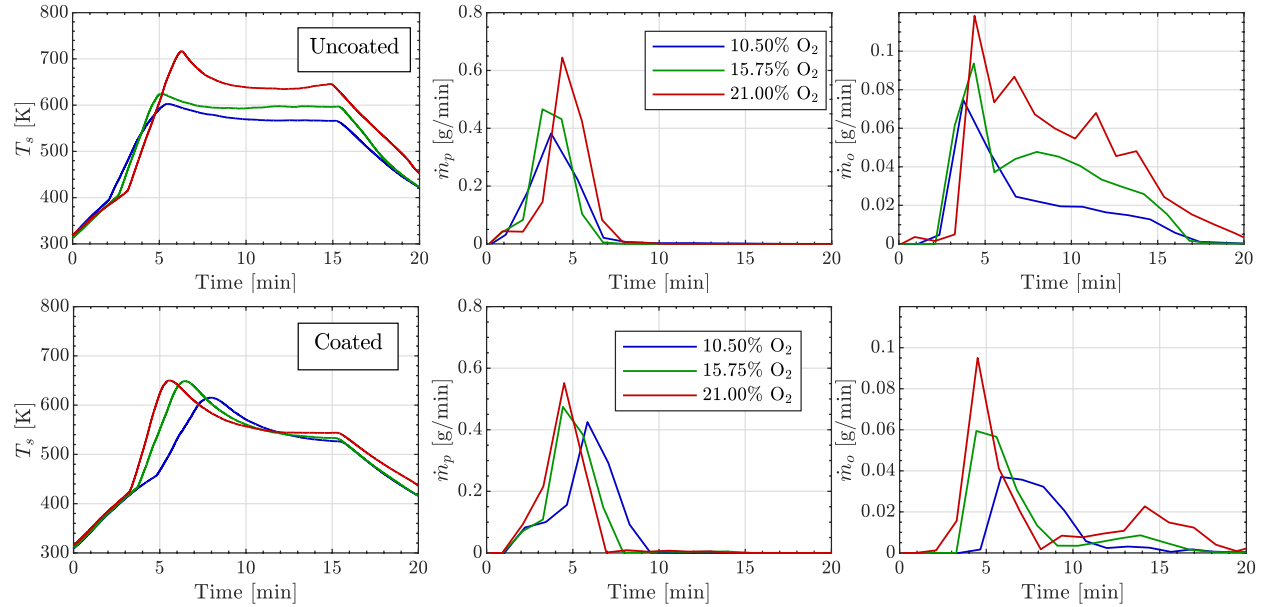 800
700
600
500
400
300
T_s [K]
Uncoated
0 5 10 15 20
Time [min]
0.8
0.6
0.4
0.2
0
ṁ_p [g/min]
10.50% O₂
15.75% O₂
21.00% O₂
0 5 10 15 20
Time [min]
0.1
0.08
0.06
0.04
0.02
0
ṁ_o [g/min]
0 5 10 15 20
Time [min]
800
700
600
500
400
300
T_s [K]
Coated
0 5 10 15 20
Time [min]
0.8
0.6
0.4
0.2
0
ṁ_p [g/min]
10.50% O₂
15.75% O₂
21.00% O₂
0 5 10 15 20
Time [min]
0.1
0.08
0.06
0.04
0.02
0
ṁ_o [g/min]
0 5 10 15 20
Time [min]